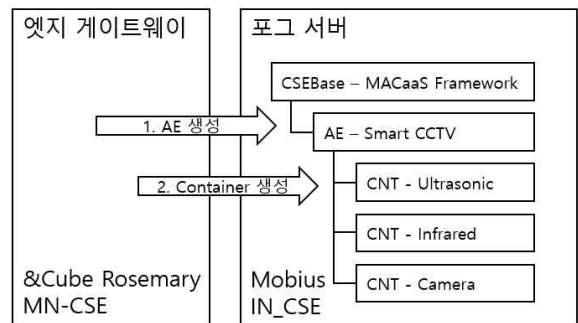 엣지 게이트웨이
포그 서버
CSEBase – MACaaS Framework
1. AE 생성
AE – Smart CCTV
2. Container 생성
CNT - Ultrasonic
CNT - Infrared
CNT - Camera
&Cube Rosemary
MN-CSE
Mobius
IN_CSE